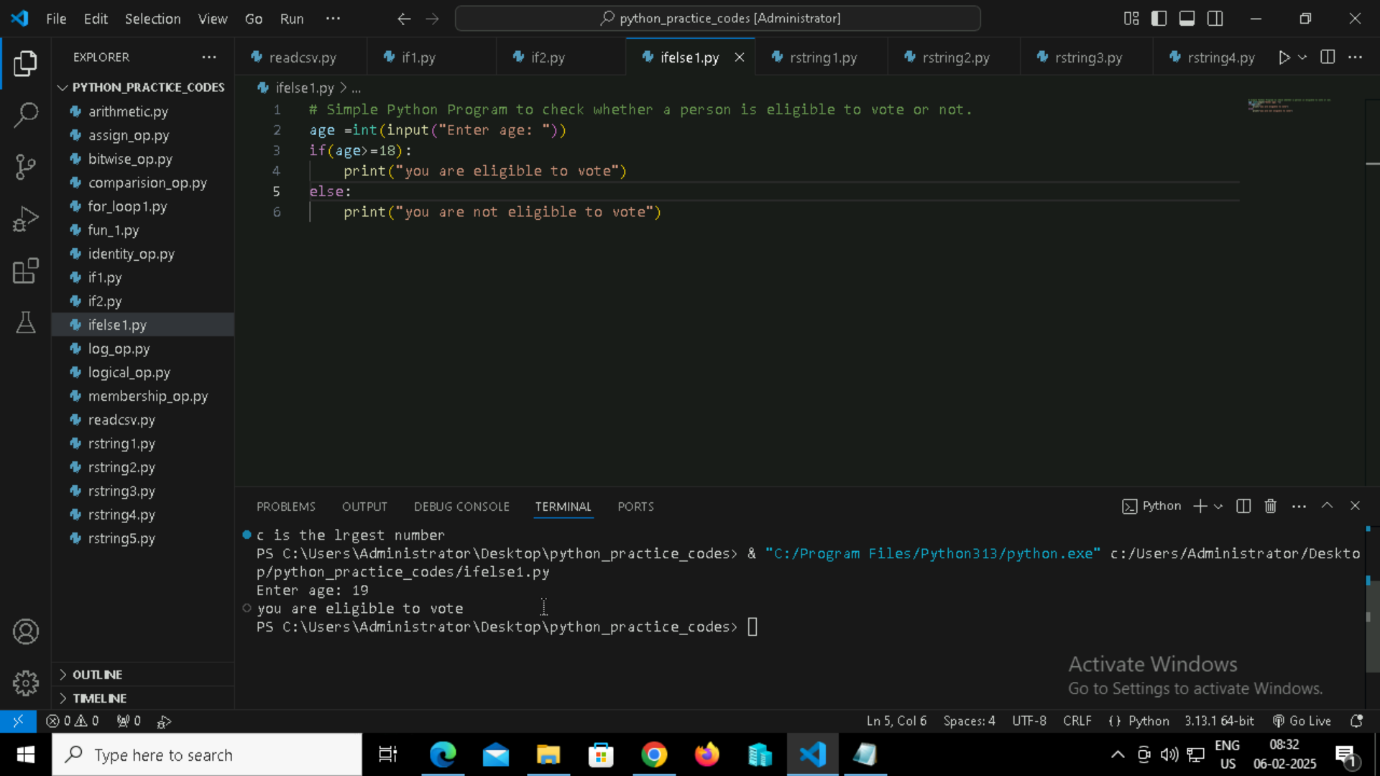 File Edit Selection View Go Run ···
python_practice_codes [Administrator]
EXPLORER ···
PYTHON_PRACTICE_CODES
arithmetic.py
assign_op.py
bitwise_op.py
comparision_op.py
for_loop1.py
fun_1.py
identity_op.py
if1.py
if2.py
ifelse1.py
log_op.py
logical_op.py
membership_op.py
readcsv.py
rstring1.py
rstring2.py
rstring3.py
rstring4.py
rstring5.py
OUTLINE
TIMELINE
readcsv.py if1.py if2.py ifelse1.py rstring1.py rstring2.py rstring3.py rstring4.py
ifelse1.py > ...
1 # Simple Python Program to check whether a person is eligible to vote or not.
2 age =int(input("Enter age: "))
3 if(age>=18):
4 print("you are eligible to vote")
5 else:
6 print("you are not eligible to vote")
PROBLEMS OUTPUT DEBUG CONSOLE TERMINAL PORTS
Python
c is the lrgest number
PS C:\Users\Administrator\Desktop\python_practice_codes> & "C:/Program Files/Python313/python.exe" c:/Users/Administrator/Deskto
p/python_practice_codes/ifelse1.py
Enter age: 19
you are eligible to vote
PS C:\Users\Administrator\Desktop\python_practice_codes>
Activate Windows
Go to Settings to activate Windows.
0 0 0 Ln 5, Col 6 Spaces: 4 UTF-8 CRLF {} Python 3.13.1 64-bit Go Live
Type here to search
ENG
US
08:32
06-02-2025
1